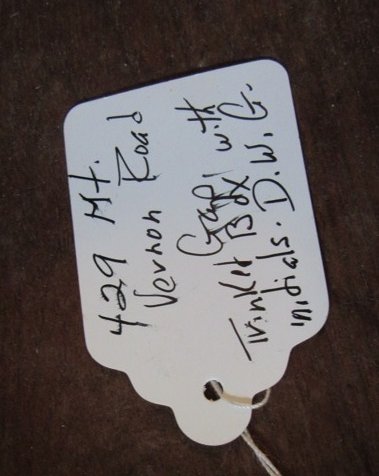 429 Mt.
Vernon Road
Trinket Box with
initials. D.W.G.